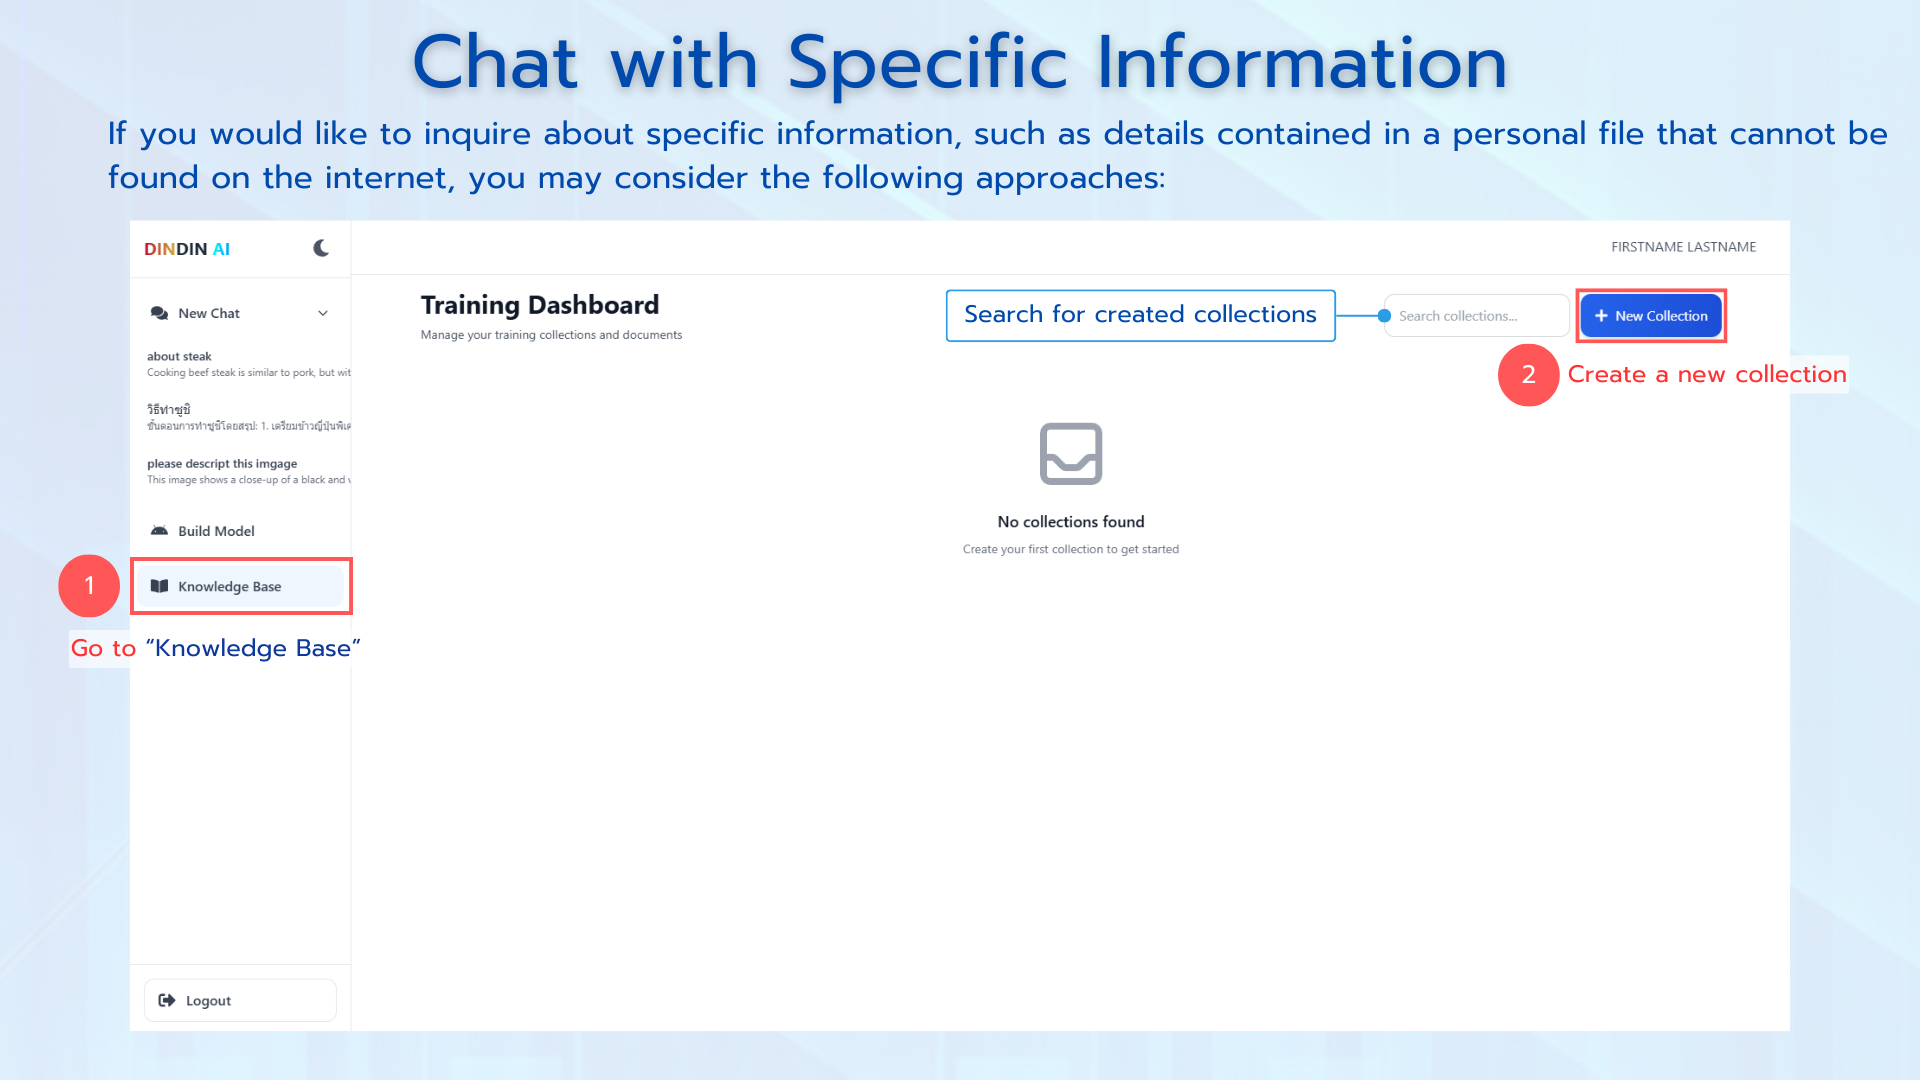 Chat with Specific Information
If you would like to inquire about specific information, such as details contained in a personal file that cannot be
found on the internet, you may consider the following approaches:
DINDIN AI
FIRSTNAME LASTNAME
New Chat
about steak
Cooking beef steak is similar to pork, but wit
วิธีทำซูชิ
ขั้นตอนการทำซูชิโดยสรุป: 1. เตรียมข้าวญี่ปุ่นพิเศ
please descript this imgage
This image shows a close-up of a black and w
Build Model
1
Knowledge Base
Go to “Knowledge Base”
Logout
Training Dashboard
Manage your training collections and documents
Search for created collections
Search collections...
+ New Collection
2
Create a new collection
No collections found
Create your first collection to get started